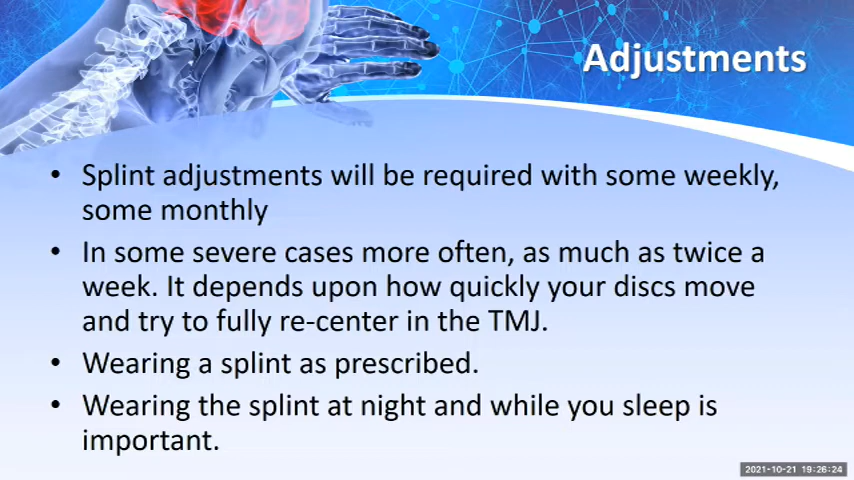 Adjustments
• Splint adjustments will be required with some weekly,
some monthly
• In some severe cases more often, as much as twice a
week. It depends upon how quickly your discs move
and try to fully re-center in the TMJ.
• Wearing a splint as prescribed.
• Wearing the splint at night and while you sleep is
important.
2021-10-21 19:26:24